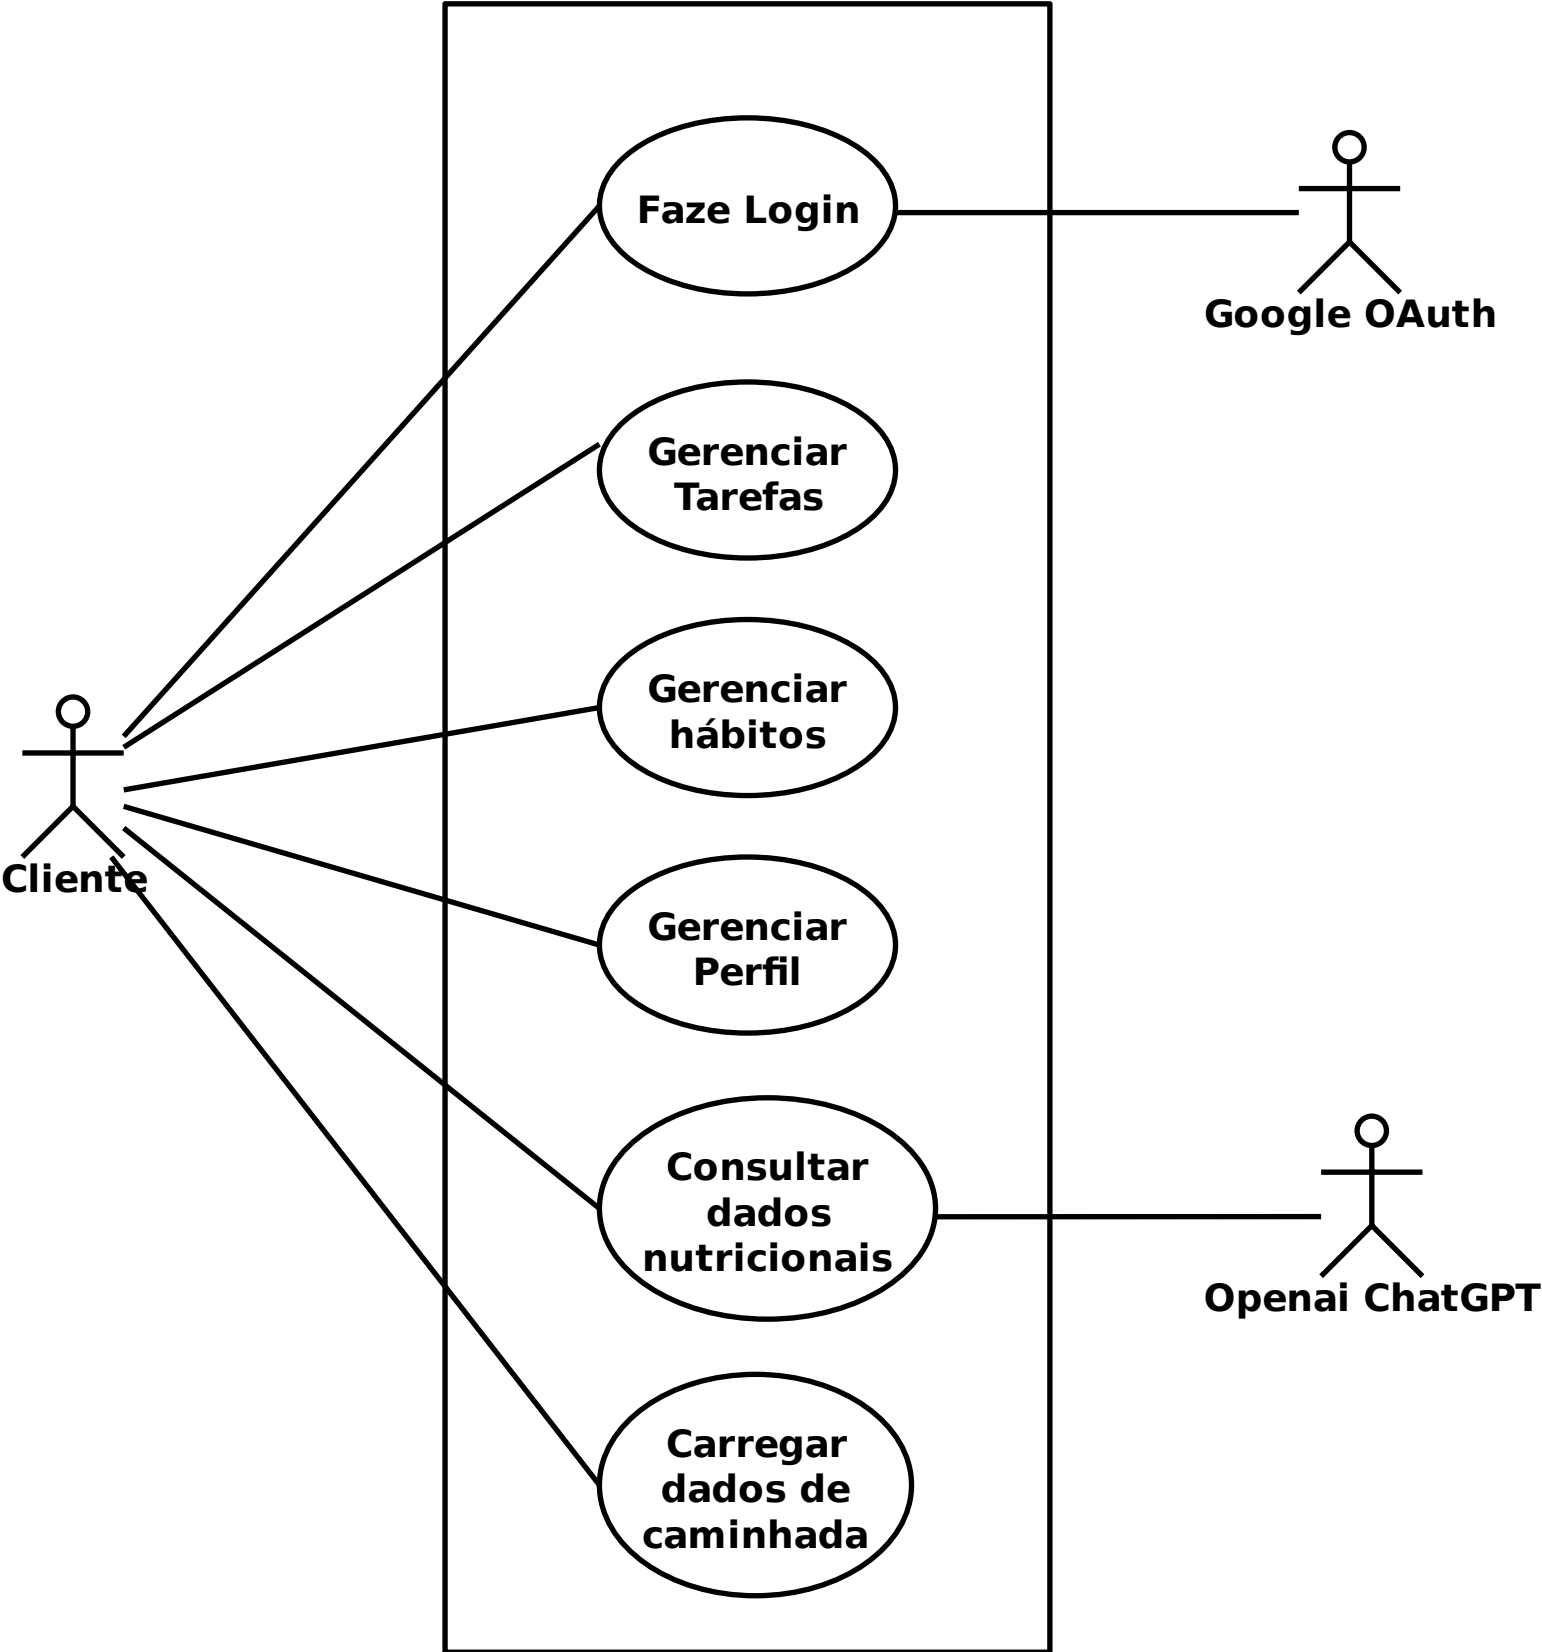 Faze Login
Google OAuth
Gerenciar
Tarefas
Gerenciar
hábitos
Cliente
Gerenciar
Perfil
Consultar
dados
nutricionais
Openai ChatGPT
Carregar
dados de
caminhada